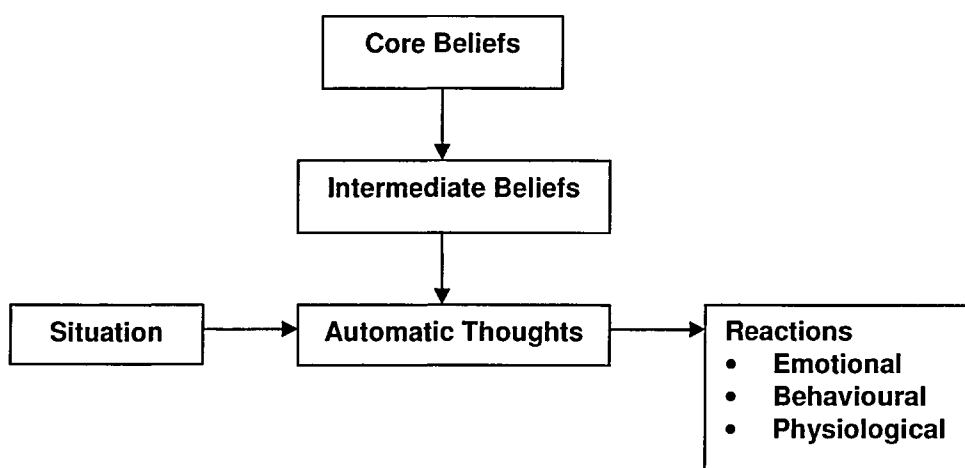 Core Beliefs
Intermediate Beliefs
Situation
Automatic Thoughts
Reactions
• Emotional
• Behavioural
• Physiological